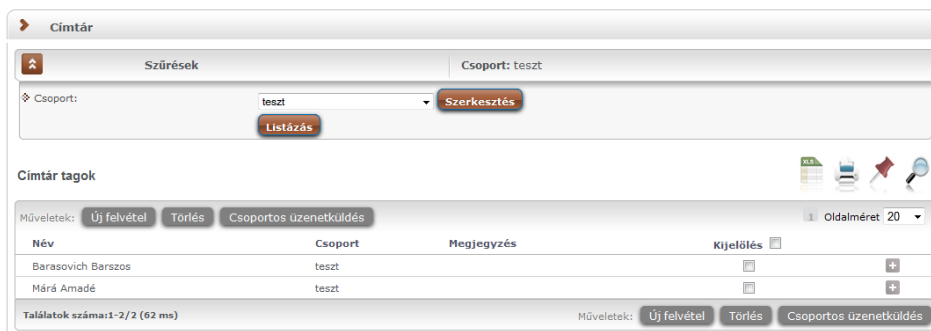 Címtár
Szűrések Csoport: teszt
Csoport: teszt Szerkesztés
Listázás
XLS
Címtár tagok
Műveletek: Új felvétel Törlés Csoportos üzenetküldés 1 Oldalméret 20
Név Csoport Megjegyzés Kijelölés
Barasovich Barszos teszt
Márá Amadé teszt
Találatok száma:1-2/2 (62 ms) Műveletek: Új felvétel Törlés Csoportos üzenetküldés